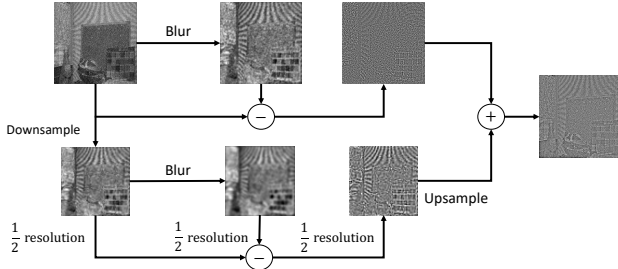 Blur
−
+
Downsample
Blur
Upsample
1/2 resolution
1/2 resolution
1/2 resolution
−